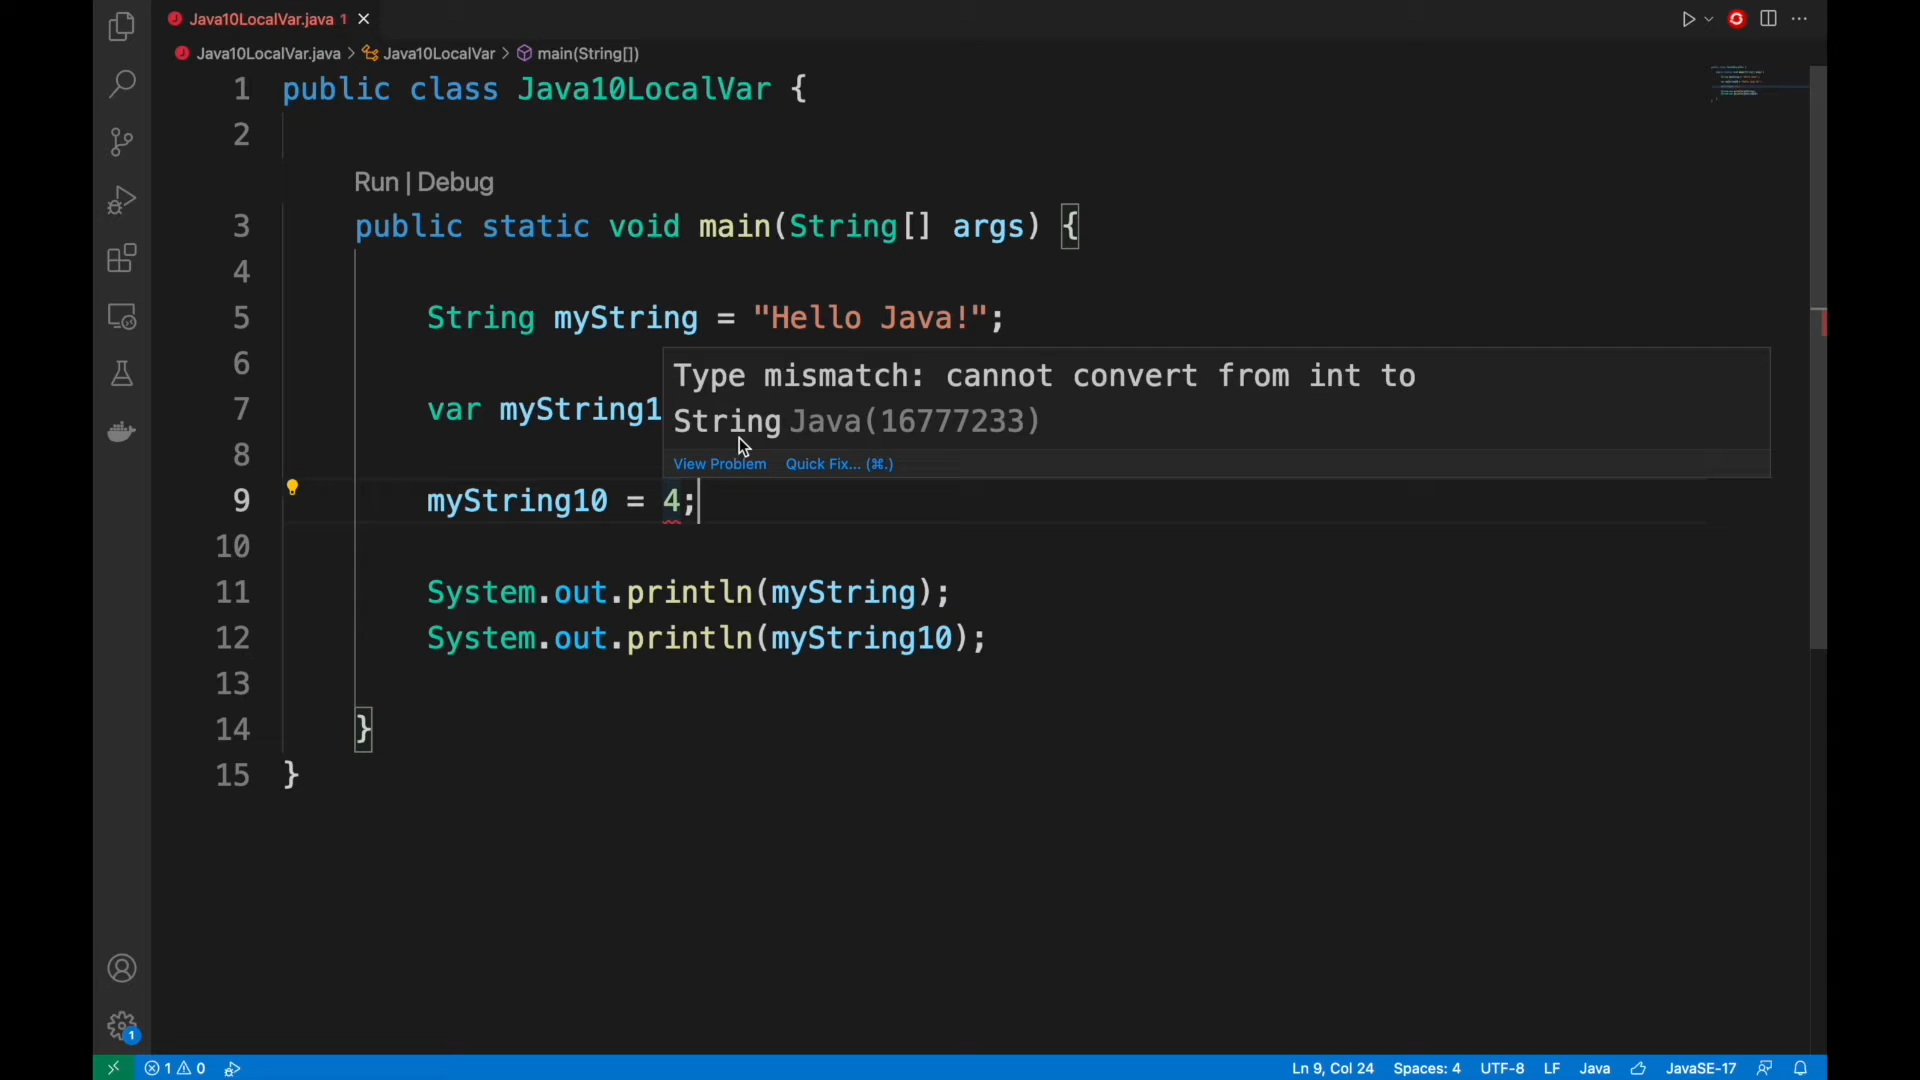 Java10LocalVar.java 1
Java10LocalVar.java > Java10LocalVar > main(String[])
1 public class Java10LocalVar {
2
Run | Debug
3 public static void main(String[] args) {
4
5 String myString = "Hello Java!";
6
Type mismatch: cannot convert from int to
7 var myString1
String Java(16777233)
8
View Problem Quick Fix... (⌘.)
9 myString10 = 4;
10
11 System.out.println(myString);
12 System.out.println(myString10);
13
14 }
15 }
1
1 0 Ln 9, Col 24 Spaces: 4 UTF-8 LF Java JavaSE-17